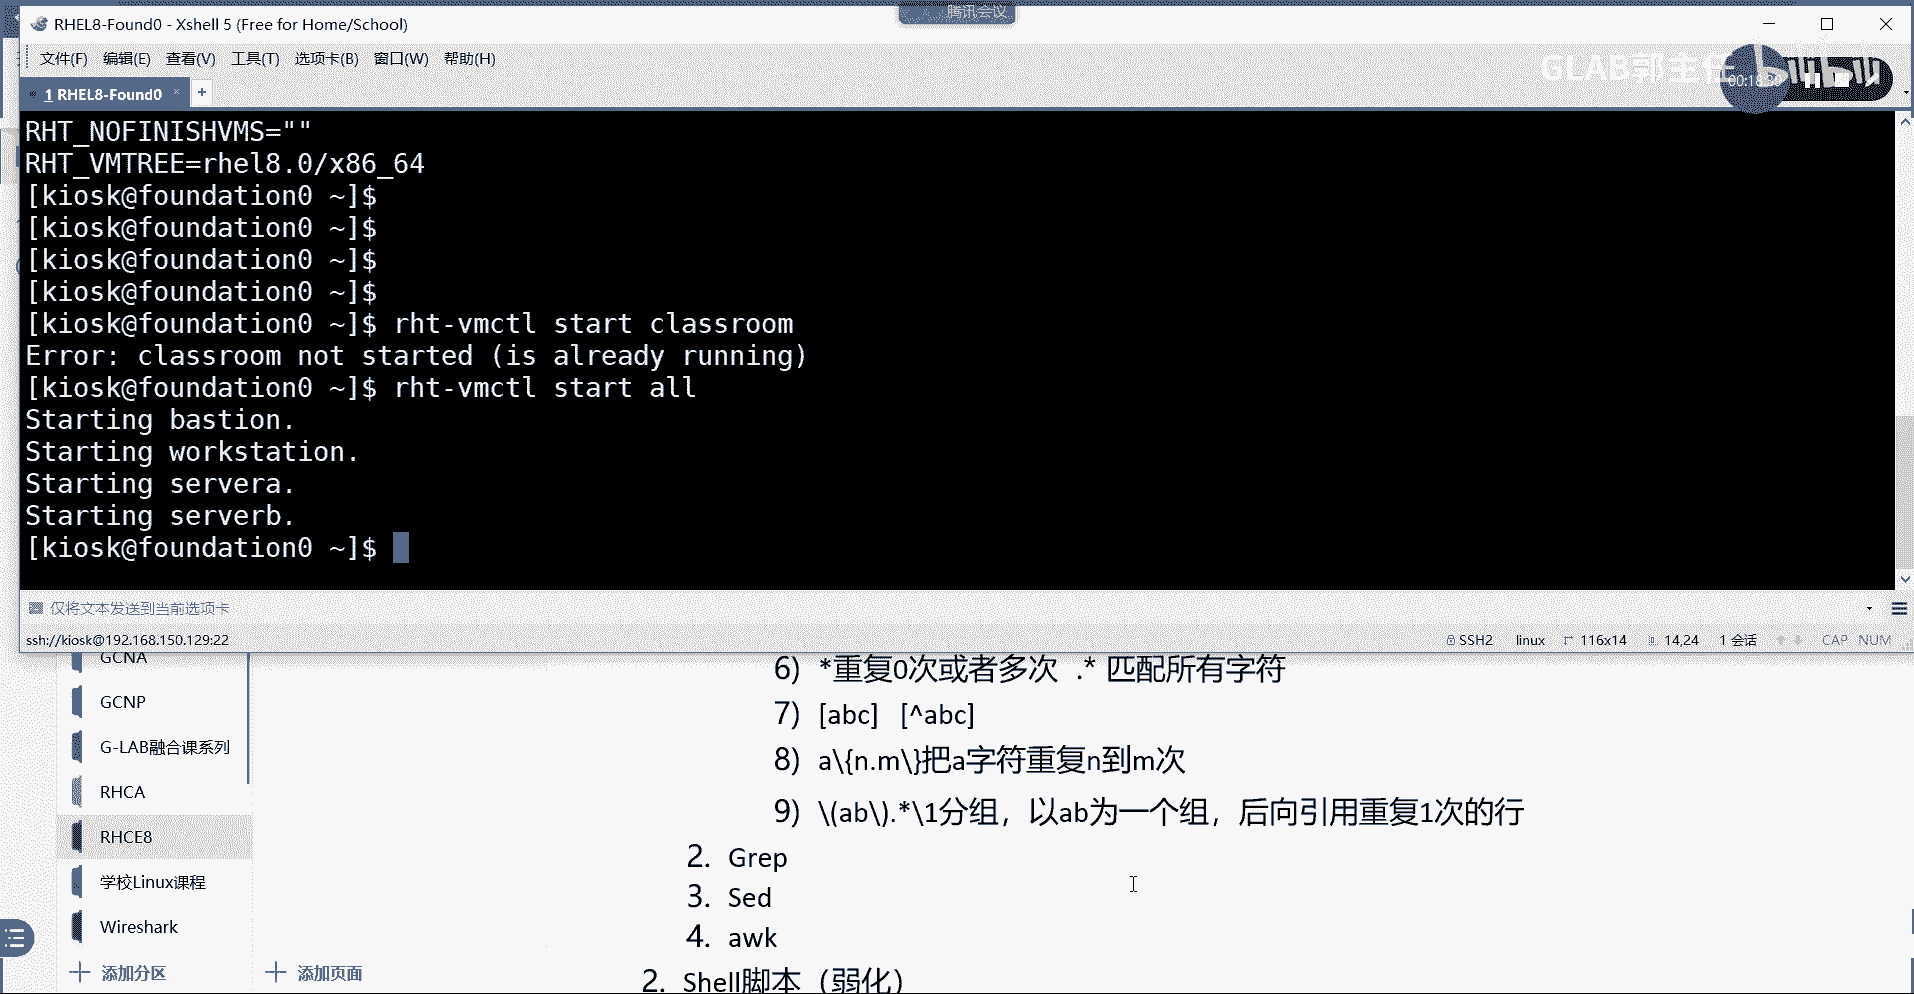 腾讯会议
RHEL8-Found0 - Xshell 5 (Free for Home/School)
文件(F) 编辑(E) 查看(V) 工具(T) 选项卡(B) 窗口(W) 帮助(H)
GLAB郭主任
bilibili
1 RHEL8-Found0 × +
RHT_NOFINISHVMS=""
RHT_VMTREE=rhel8.0/x86_64
[kiosk@foundation0 ~]$
[kiosk@foundation0 ~]$
[kiosk@foundation0 ~]$
[kiosk@foundation0 ~]$
[kiosk@foundation0 ~]$ rht-vmctl start classroom
Error: classroom not started (is already running)
[kiosk@foundation0 ~]$ rht-vmctl start all
Starting bastion.
Starting workstation.
Starting servera.
Starting serverb.
[kiosk@foundation0 ~]$
仅将文本发送到当前选项卡
ssh://kiosk@192.168.150.129:22 SSH2 linux 116x14 14,24 1 会话 CAP NUM
GCNA
GCNP
G-LAB融合课系列
RHCA
RHCE8
学校Linux课程
Wireshark
添加分区 添加页面
6) *重复0次或者多次 .* 匹配所有字符
7) [abc] [^abc]
8) a\{n.m\}把a字符重复n到m次
9) \(ab\).*\1分组，以ab为一个组，后向引用重复1次的行
2. Grep
3. Sed
4. awk
2. Shell脚本（弱化）